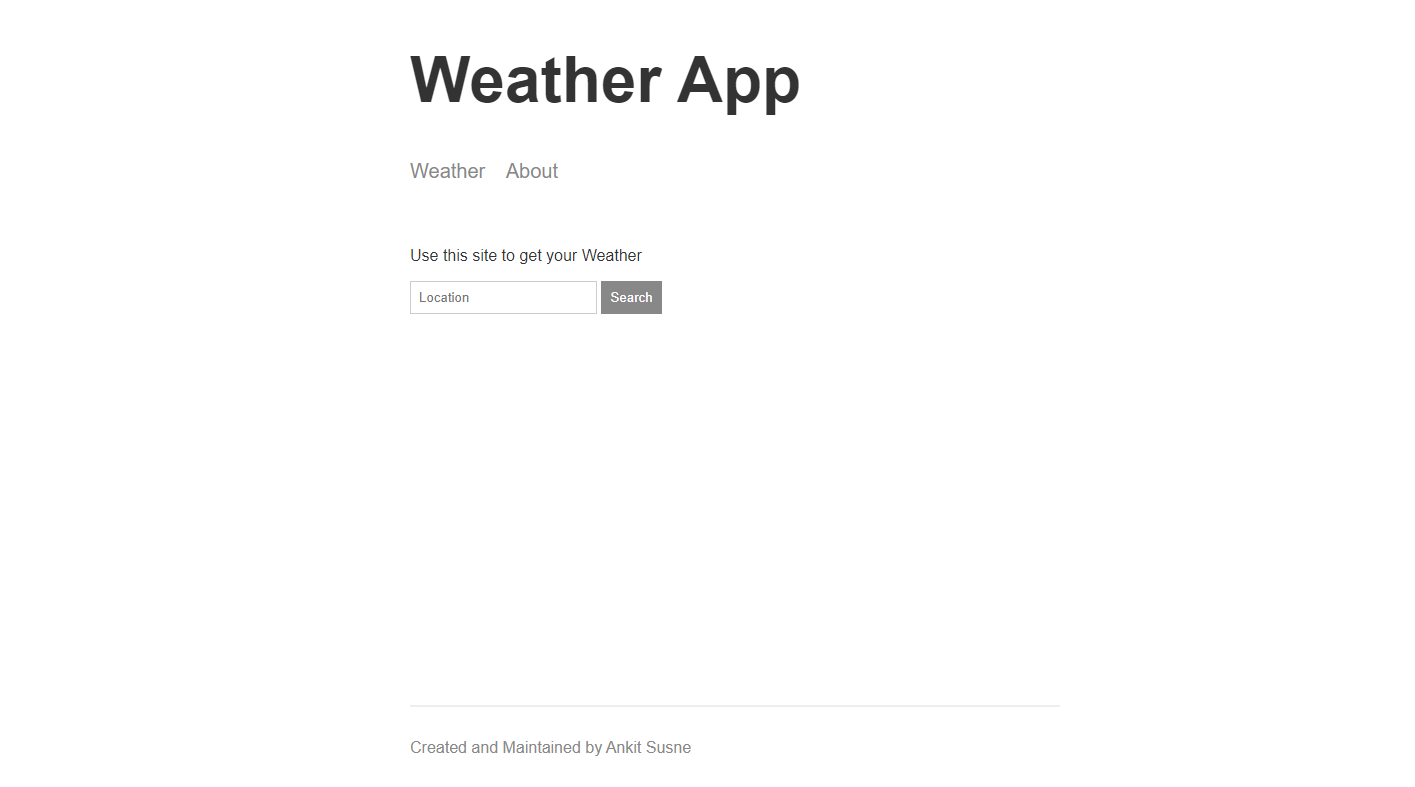 Weather App
Weather About
Use this site to get your Weather
Location Search
Created and Maintained by Ankit Susne